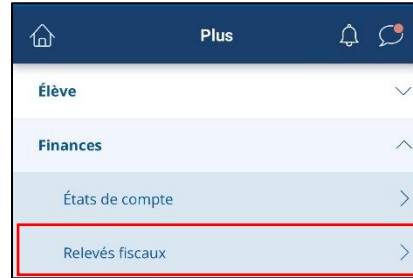 Plus
Élève
Finances
États de compte
Relevés fiscaux